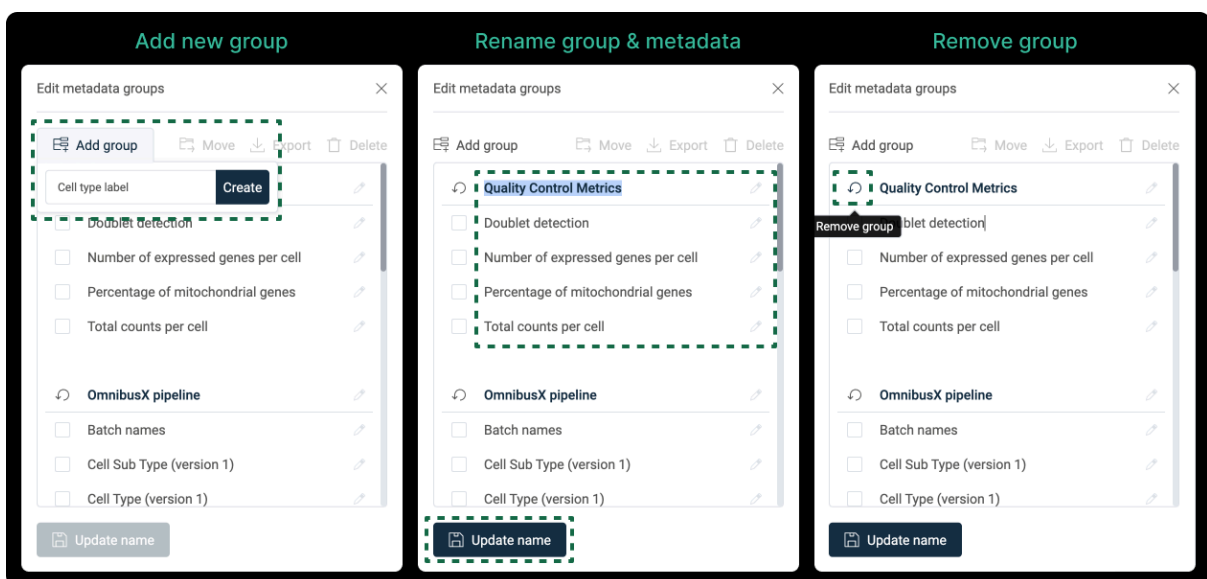 Add new group
Edit metadata groups
Add group Move Export Delete
Cell type label Create
Doublet detection
Number of expressed genes per cell
Percentage of mitochondrial genes
Total counts per cell
OmnibusX pipeline
Batch names
Cell Sub Type (version 1)
Cell Type (version 1)
Update name
Rename group & metadata
Edit metadata groups
Add group Move Export Delete
Quality Control Metrics
Doublet detection
Number of expressed genes per cell
Percentage of mitochondrial genes
Total counts per cell
OmnibusX pipeline
Batch names
Cell Sub Type (version 1)
Cell Type (version 1)
Update name
Remove group
Edit metadata groups
Add group Move Export Delete
Quality Control Metrics
Remove group blet detection
Number of expressed genes per cell
Percentage of mitochondrial genes
Total counts per cell
OmnibusX pipeline
Batch names
Cell Sub Type (version 1)
Cell Type (version 1)
Update name